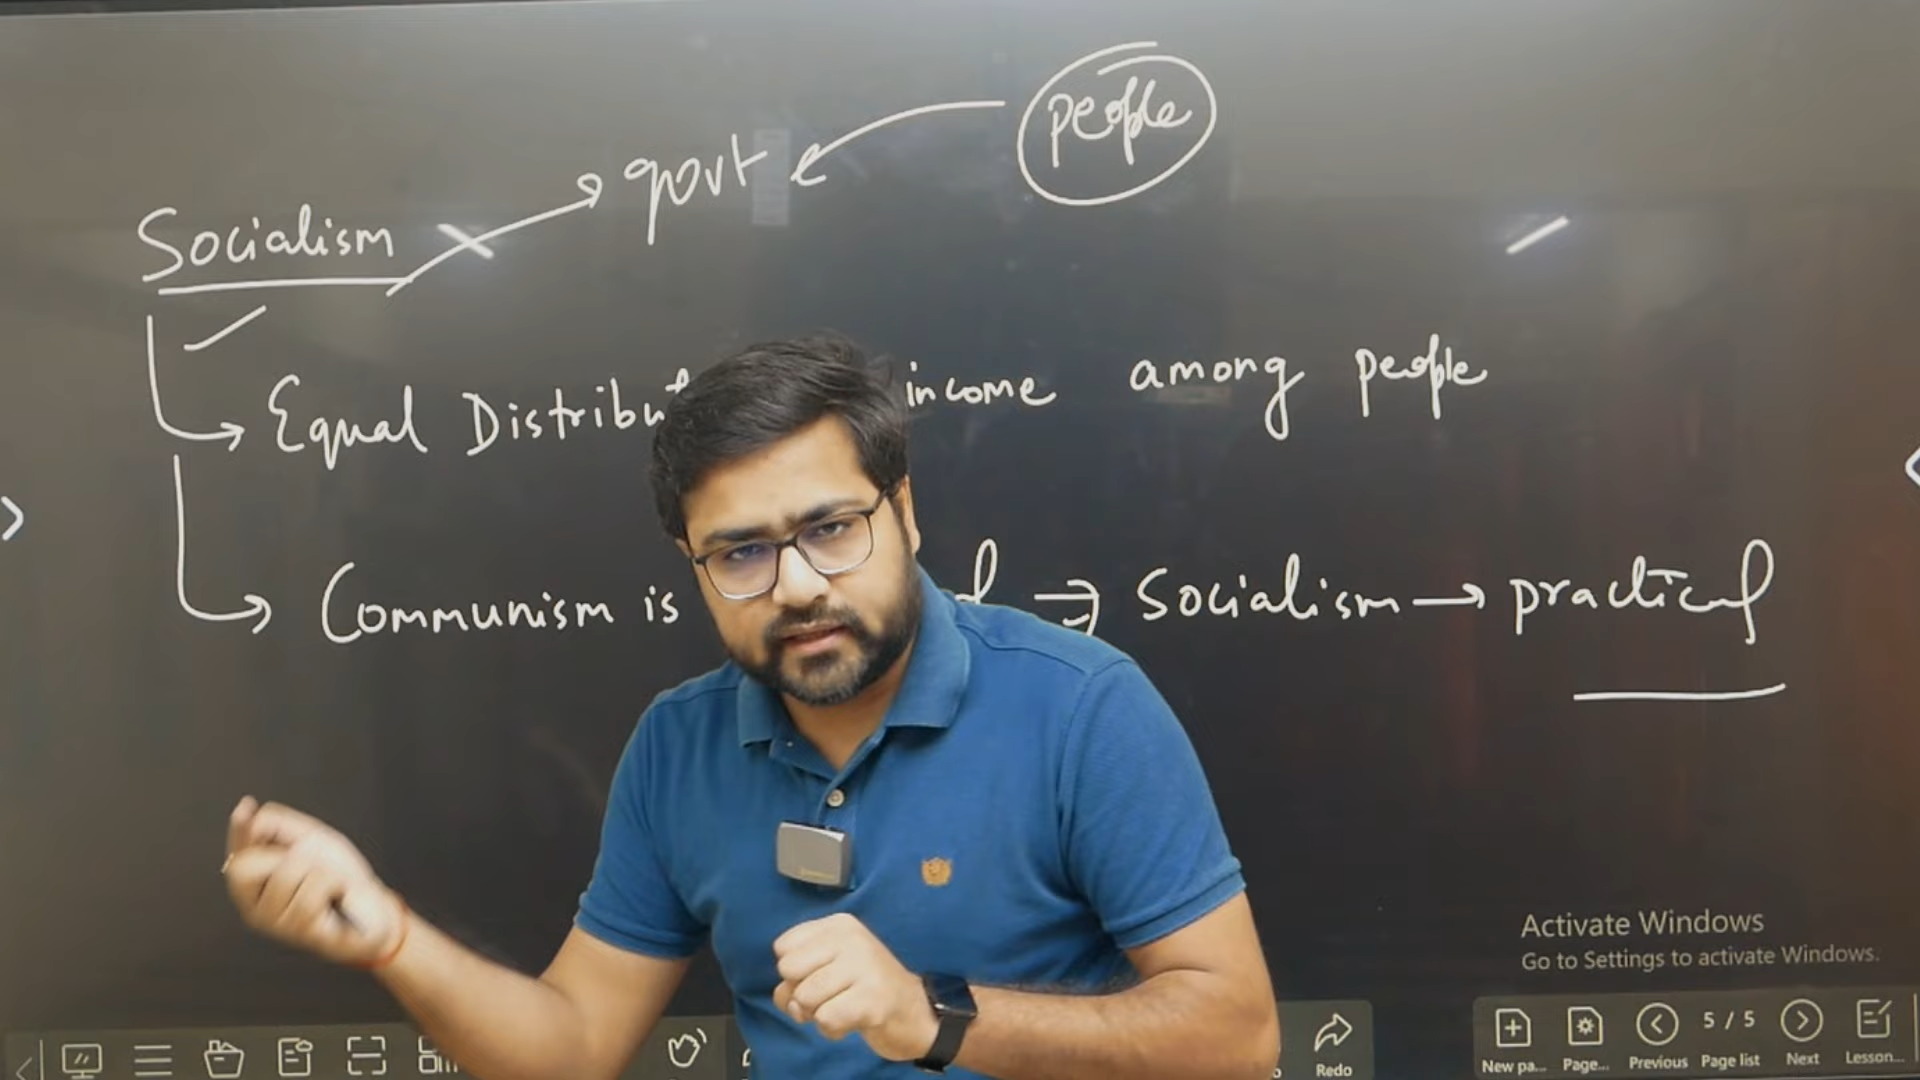 people
govt
Socialism
Equal Distribu income among people
Communism is ⇒ Socialism → practical
Activate Windows
Go to Settings to activate Windows.
5 / 5
Redo
New pa... Page... Previous Page list Next Lesson...